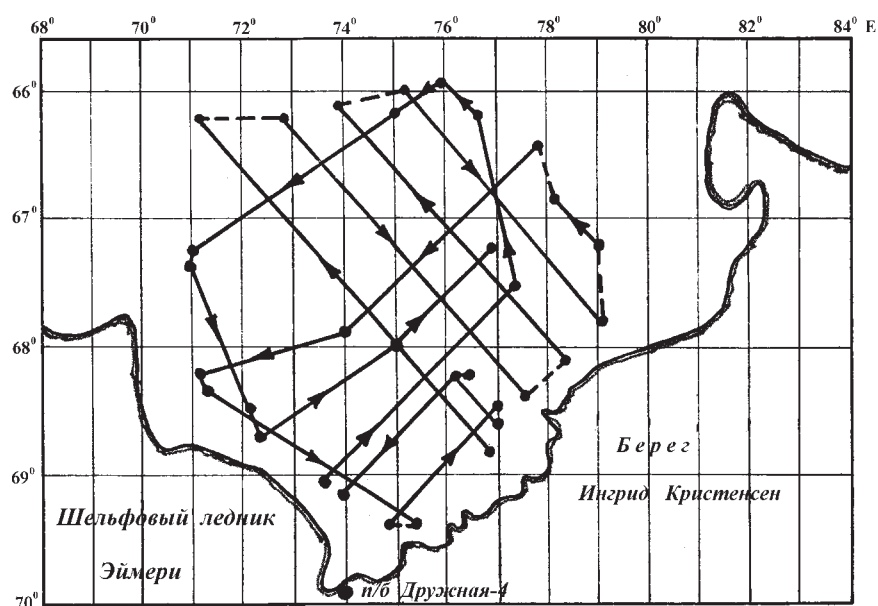 68⁰ 70⁰ 72⁰ 74⁰ 76⁰ 78⁰ 80⁰ 82⁰ 84⁰ E
66⁰
67⁰
68⁰
69⁰
70⁰
Берег
Ингрид Кристенсен
Шельфовый ледник
Эймери
п/б Дружная-4